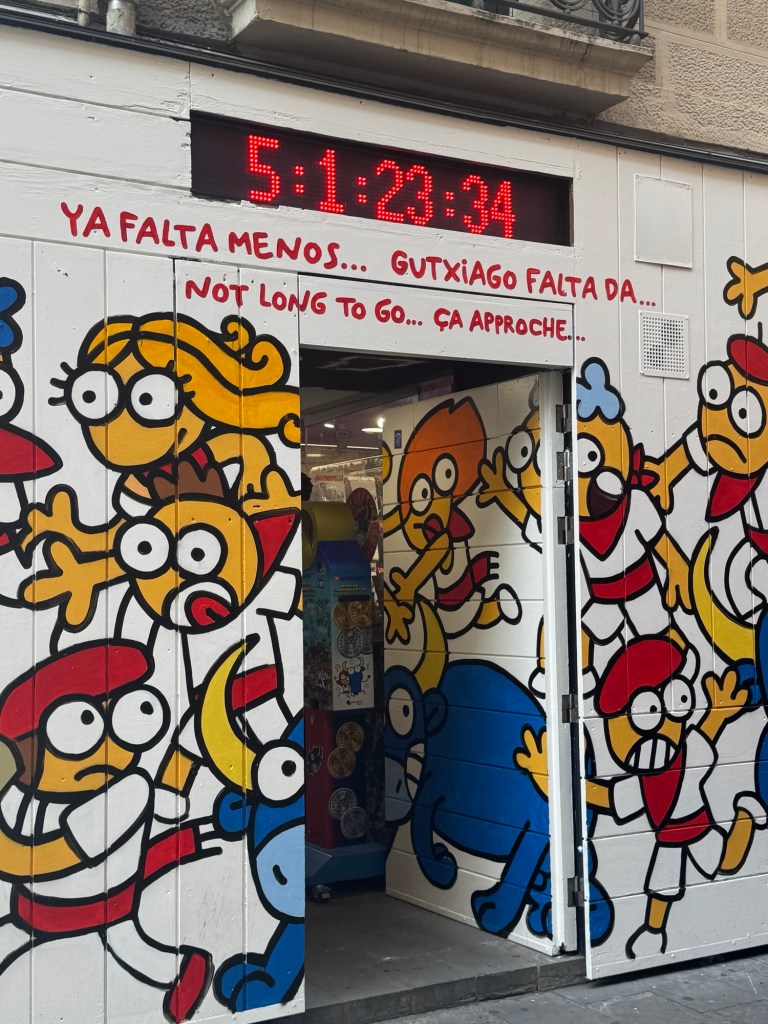 5:1:23:34
YA FALTA MENOS... GUTXIAGO FALTA DA...
NOT LONG TO GO... ÇA APPROCHE...